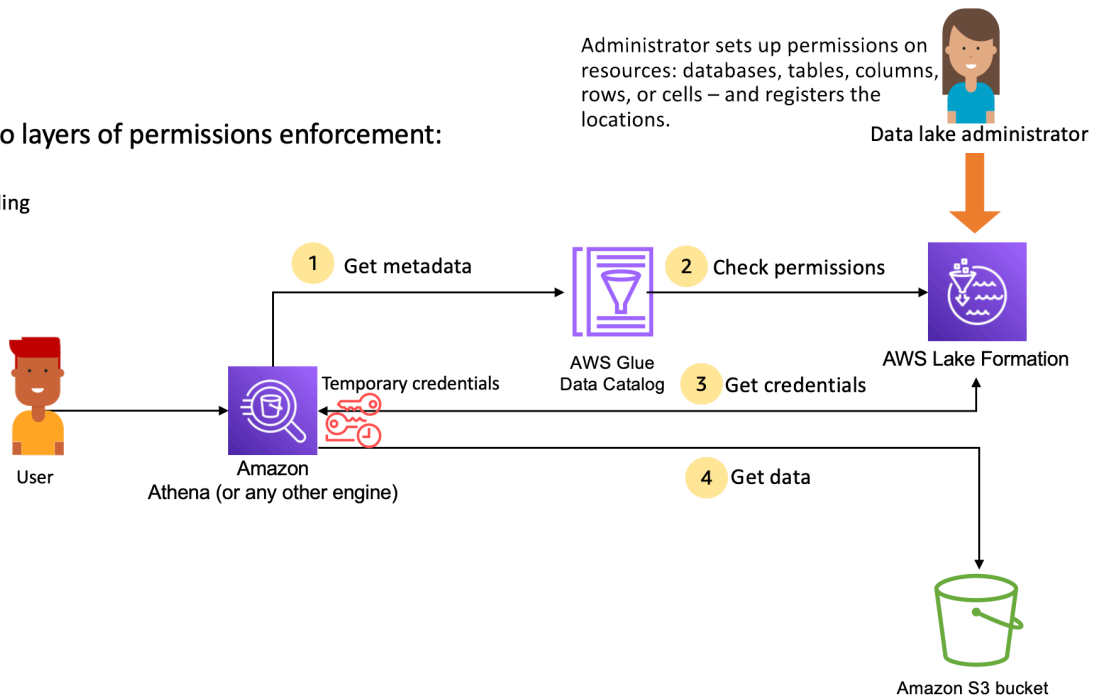 Administrator sets up permissions on
resources: databases, tables, columns,
rows, or cells – and registers the
locations.
Data lake administrator
layers of permissions enforcement:
1 Get metadata
2 Check permissions
AWS Glue
Data Catalog
AWS Lake Formation
Temporary credentials
3 Get credentials
User
Amazon
Athena (or any other engine)
4 Get data
Amazon S3 bucket